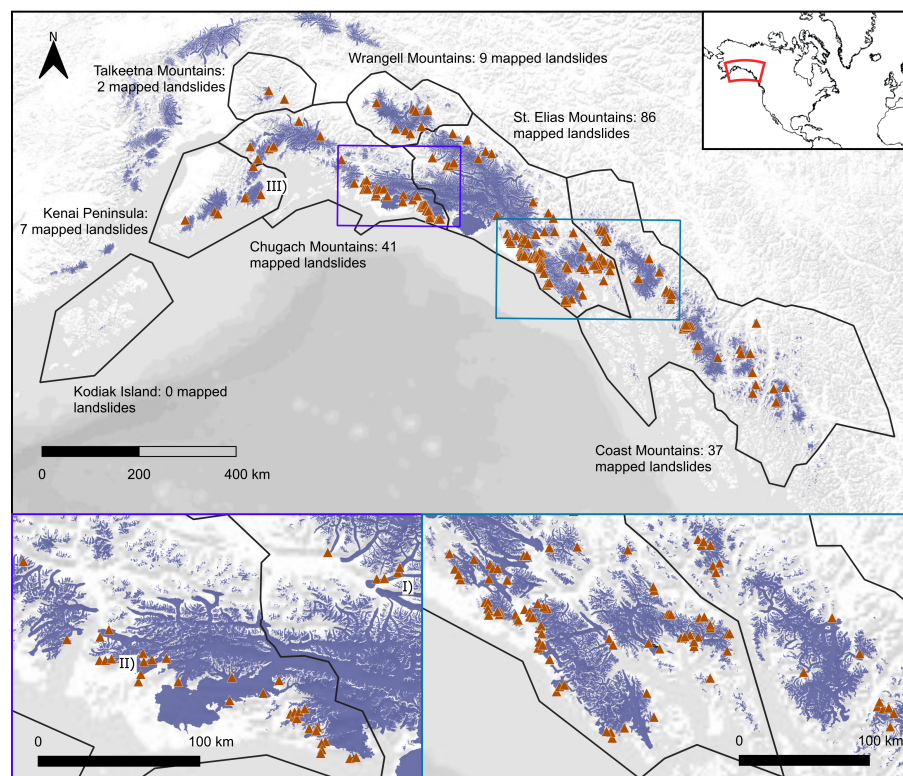 N
Talkeetna Mountains:
2 mapped landslides
Wrangell Mountains: 9 mapped landslides
St. Elias Mountains: 86
mapped landslides
III)
Kenai Peninsula:
7 mapped landslides
Chugach Mountains: 41
mapped landslides
Kodiak Island: 0 mapped
landslides
Coast Mountains: 37
mapped landslides
0 200 400 km
I)
II)
0 100 km
0 100 km